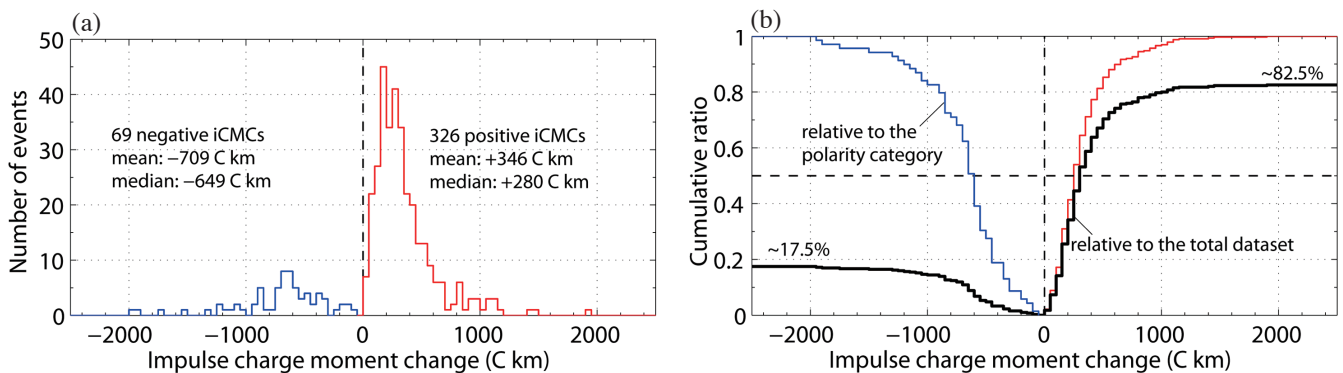 (a)
50
40
30
20
10
0
Number of events
69 negative iCMCs
mean: −709 C km
median: −649 C km
326 positive iCMCs
mean: +346 C km
median: +280 C km
−2000
−1000
0
1000
2000
Impulse charge moment change (C km)
(b)
1
0.8
0.6
0.4
0.2
0
Cumulative ratio
~82.5%
relative to the
polarity category
~17.5%
relative to the total dataset
−2000
−1000
0
1000
2000
Impulse charge moment change (C km)